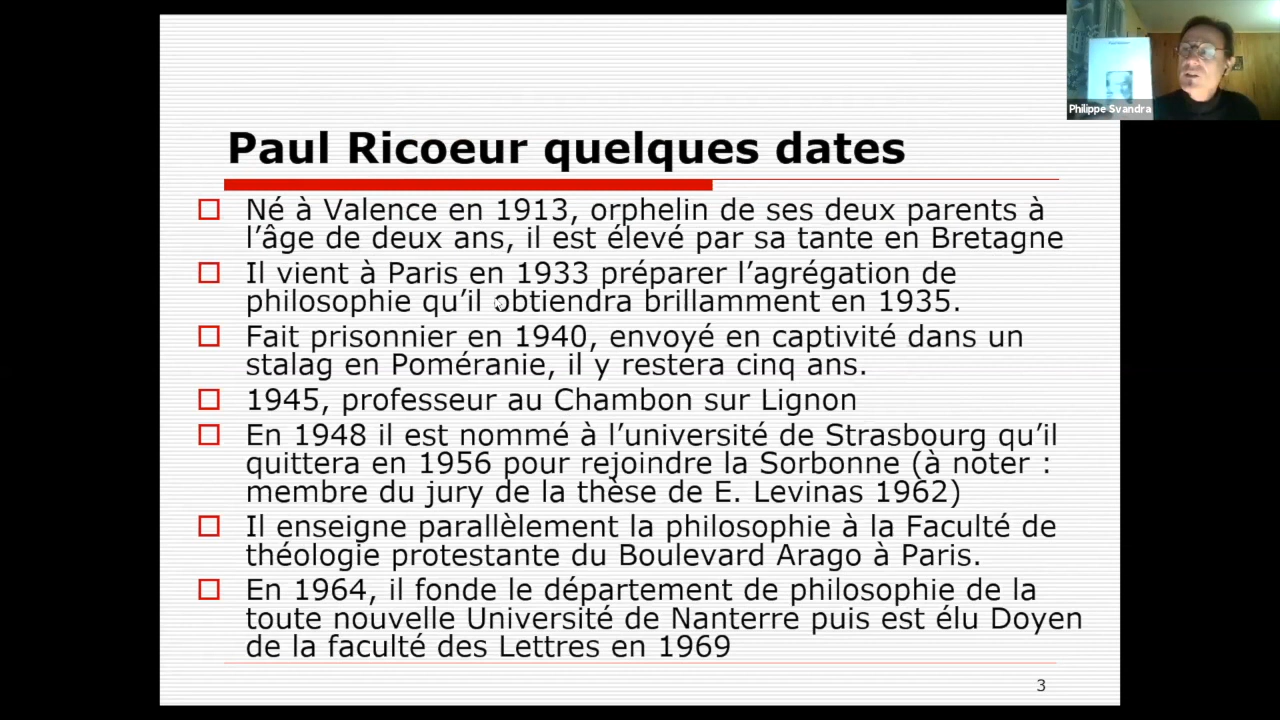 Paul Ricoeur quelques dates
Né à Valence en 1913, orphelin de ses deux parents à
l’âge de deux ans, il est élevé par sa tante en Bretagne
Il vient à Paris en 1933 préparer l’agrégation de
philosophie qu’il obtiendra brillamment en 1935.
Fait prisonnier en 1940, envoyé en captivité dans un
stalag en Poméranie, il y restera cinq ans.
1945, professeur au Chambon sur Lignon
En 1948 il est nommé à l’université de Strasbourg qu’il
quittera en 1956 pour rejoindre la Sorbonne (à noter :
membre du jury de la thèse de E. Levinas 1962)
Il enseigne parallèlement la philosophie à la Faculté de
théologie protestante du Boulevard Arago à Paris.
En 1964, il fonde le département de philosophie de la
toute nouvelle Université de Nanterre puis est élu Doyen
de la faculté des Lettres en 1969
3
Philippe Svandra